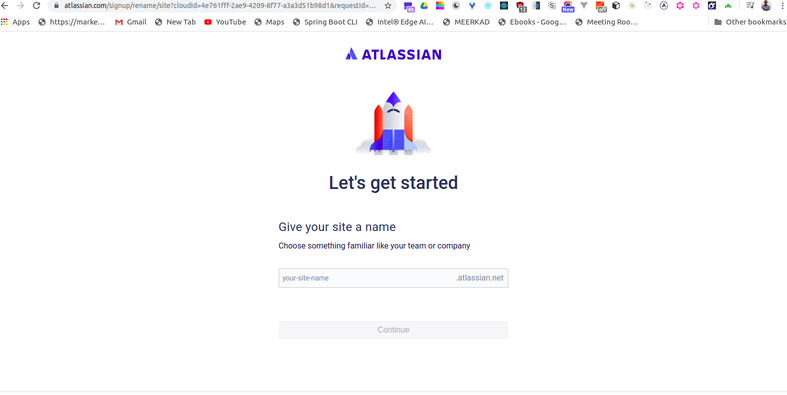 atlassian.com/signup/rename/site?cloudId=4e761fff-2ae9-4209-8f77-a3a3d51b98d1&requestId=...
Apps https://marke... Gmail New Tab YouTube Maps Spring Boot CLI Intel® Edge AI... MEERKAD Ebooks - Goog... Meeting Roo... Other bookmarks
ATLASSIAN
Let's get started
Give your site a name
Choose something familiar like your team or company
your-site-name .atlassian.net
Continue